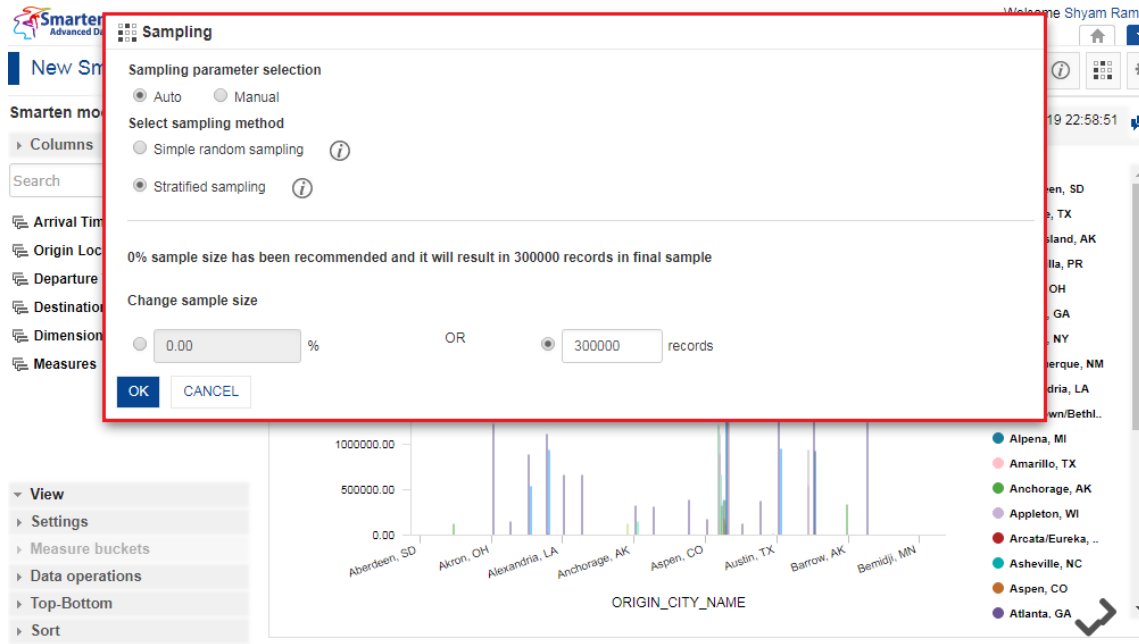 Smarten
Advanced Da
Welcome Shyam Ram
New Sm
Sampling
Sampling parameter selection
Auto
Manual
Select sampling method
Simple random sampling
Stratified sampling
0% sample size has been recommended and it will result in 300000 records in final sample
Change sample size
0.00 %
OR
300000 records
OK
CANCEL
Smarten mo
Columns
Search
Arrival Tim
Origin Loc
Departure
Destination
Dimension
Measures
View
Settings
Measure buckets
Data operations
Top-Bottom
Sort
19 22:58:51
en, SD
, TX
sland, AK
lla, PR
OH
, GA
, NY
erque, NM
dria, LA
wn/Bethl..
Alpena, MI
Amarillo, TX
Anchorage, AK
Appleton, WI
Arcata/Eureka, ..
Asheville, NC
Aspen, CO
Atlanta, GA
1000000.00
500000.00
0.00
Aberdeen, SD
Akron, OH
Alexandria, LA
Anchorage, AK
Aspen, CO
Austin, TX
Barrow, AK
Bemidji, MN
ORIGIN_CITY_NAME